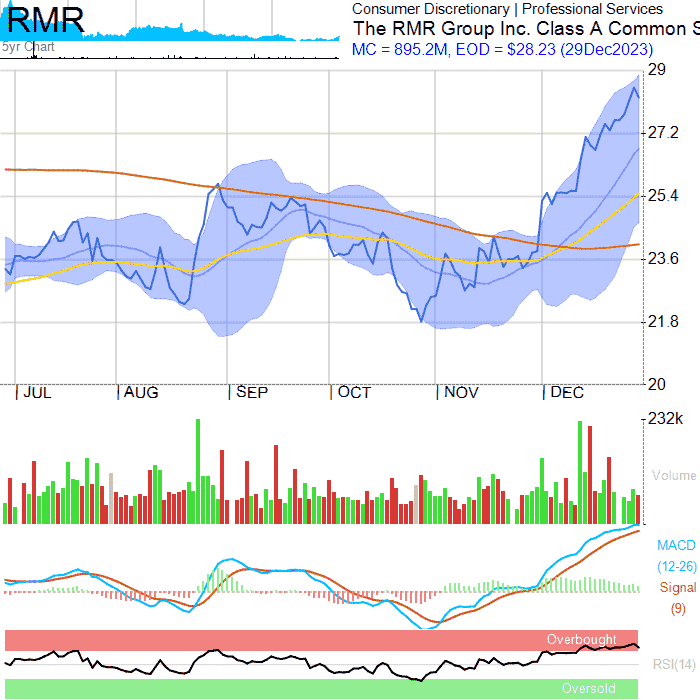 RMR
5yr Chart
Consumer Discretionary | Professional Services
The RMR Group Inc. Class A Common S
MC = 895.2M, EOD = $28.23 (29Dec2023)
29
27.2
25.4
23.6
21.8
20
| JUL
| AUG
| SEP
| OCT
| NOV
| DEC
232k
Volume
MACD
(12-26)
Signal
(9)
Overbought
RSI(14)
Oversold